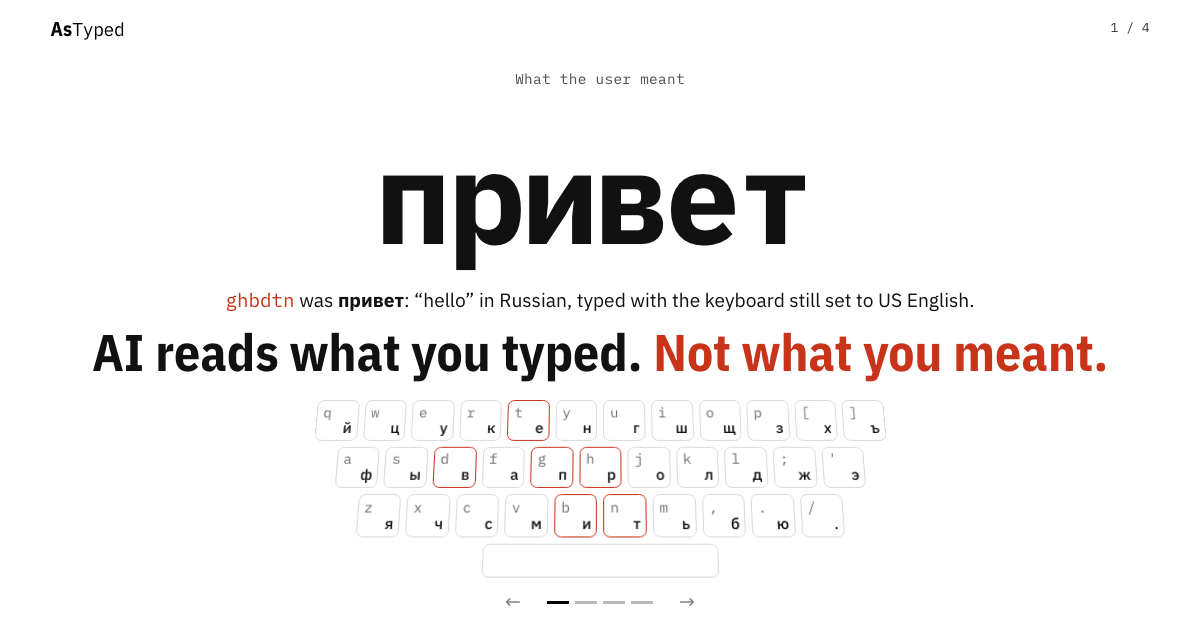 AsTyped
1 / 4
What the user meant
привет
ghbdtn was привет: “hello” in Russian, typed with the keyboard still set to US English.
AI reads what you typed. Not what you meant.
q й w ц e у r к t е y н u г i ш o щ p з [ х ] ъ
a ф s ы d в f а g п h р j о k л l д ; ж ' э
z я x ч c с v м b и n т m ь , б . ю / .
← →